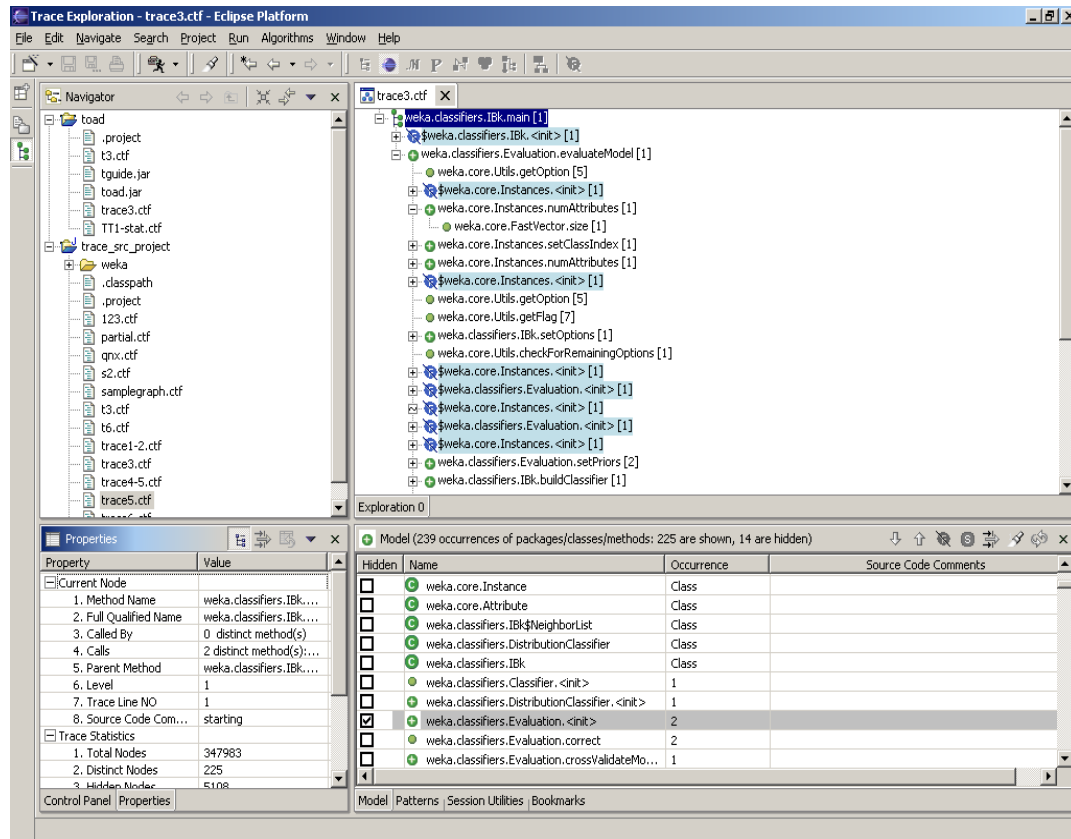 Trace Exploration - trace3.ctf - Eclipse Platform
File Edit Navigate Search Project Run Algorithms Window Help
Navigator
toad
.project
t3.ctf
tguide.jar
toad.jar
trace3.ctf
TT1-stat.ctf
trace_src_project
weka
.classpath
.project
123.ctf
partial.ctf
qnx.ctf
s2.ctf
samplegraph.ctf
t3.ctf
t6.ctf
trace1-2.ctf
trace3.ctf
trace4-5.ctf
trace5.ctf
trace3.ctf
weka.classifiers.IBk.main [1]
$weka.classifiers.IBk.<init> [1]
weka.classifiers.Evaluation.evaluateModel [1]
weka.core.Utils.getOption [5]
$weka.core.Instances.<init> [1]
weka.core.Instances.numAttributes [1]
weka.core.FastVector.size [1]
weka.core.Instances.setClassIndex [1]
weka.core.Instances.numAttributes [1]
$weka.core.Instances.<init> [1]
weka.core.Utils.getOption [5]
weka.core.Utils.getFlag [7]
weka.classifiers.IBk.setOptions [1]
weka.core.Utils.checkForRemainingOptions [1]
$weka.core.Instances.<init> [1]
$weka.classifiers.Evaluation.<init> [1]
$weka.core.Instances.<init> [1]
$weka.classifiers.Evaluation.<init> [1]
$weka.core.Instances.<init> [1]
weka.classifiers.Evaluation.setPriors [2]
weka.classifiers.IBk.buildClassifier [1]
Exploration 0
Properties
Property Value
Current Node
1. Method Name weka.classifiers.IBk....
2. Full Qualified Name weka.classifiers.IBk....
3. Called By 0 distinct method(s)
4. Calls 2 distinct method(s):...
5. Parent Method weka.classifiers.IBk....
6. Level 1
7. Trace Line NO 1
8. Source Code Com... starting
Trace Statistics
1. Total Nodes 347983
2. Distinct Nodes 225
3. Hidden Nodes 5108
Control Panel Properties
Model (239 occurrences of packages/classes/methods: 225 are shown, 14 are hidden)
Hidden Name Occurrence Source Code Comments
weka.core.Instance Class
weka.core.Attribute Class
weka.classifiers.IBk$NeighborList Class
weka.classifiers.DistributionClassifier Class
weka.classifiers.IBk Class
weka.classifiers.Classifier.<init> 1
weka.classifiers.DistributionClassifier.<init> 1
weka.classifiers.Evaluation.<init> 2
weka.classifiers.Evaluation.correct 2
weka.classifiers.Evaluation.crossValidateMo... 1
Model Patterns Session Utilities Bookmarks